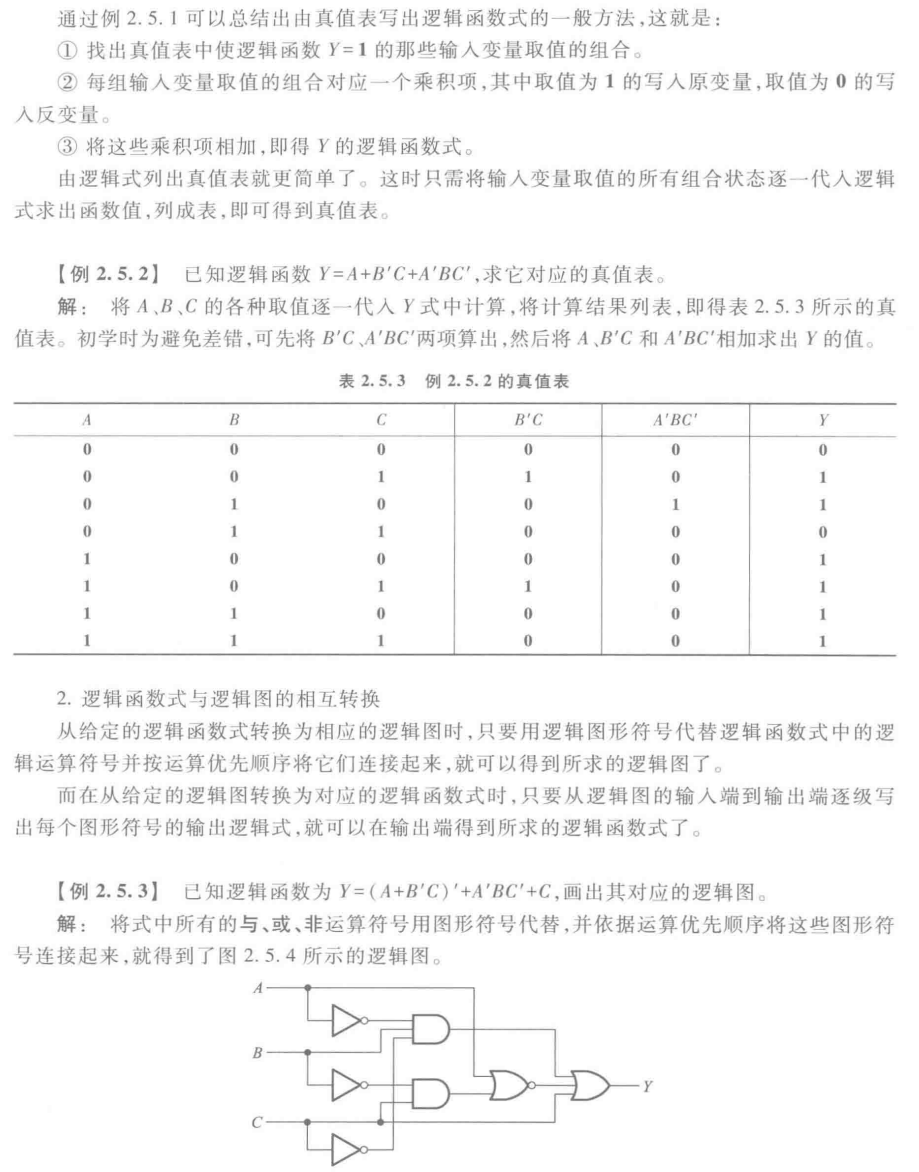 通过例 2.5.1 可以总结出由真值表写出逻辑函数式的一般方法,这就是:
① 找出真值表中使逻辑函数 Y=1 的那些输入变量取值的组合。
② 每组输入变量取值的组合对应一个乘积项,其中取值为 1 的写入原变量,取值为 0 的写
入反变量。
③ 将这些乘积项相加,即得 Y 的逻辑函数式。
由逻辑式列出真值表就更简单了。这时只需将输入变量取值的所有组合状态逐一代入逻辑
式求出函数值,列成表,即可得到真值表。
【例 2.5.2】 已知逻辑函数 Y=A+B'C+A'BC',求它对应的真值表。
解: 将 A、B、C 的各种取值逐一代入 Y 式中计算,将计算结果列表,即得表 2.5.3 所示的真
值表。初学时为避免差错,可先将 B'C、A'BC'两项算出,然后将 A、B'C 和 A'BC'相加求出 Y 的值。
表 2.5.3 例 2.5.2 的真值表
A B C B'C A'BC' Y
0 0 0 0 0 0
0 0 1 1 0 1
0 1 0 0 1 1
0 1 1 0 0 0
1 0 0 0 0 1
1 0 1 1 0 1
1 1 0 0 0 1
1 1 1 0 0 1
2. 逻辑函数式与逻辑图的相互转换
从给定的逻辑函数式转换为相应的逻辑图时,只要用逻辑图形符号代替逻辑函数式中的逻
辑运算符号并按运算优先顺序将它们连接起来,就可以得到所求的逻辑图了。
而在从给定的逻辑图转换为对应的逻辑函数式时,只要从逻辑图的输入端到输出端逐级写
出每个图形符号的输出逻辑式,就可以在输出端得到所求的逻辑函数式了。
【例 2.5.3】 已知逻辑函数为 Y=(A+B'C)'+A'BC'+C,画出其对应的逻辑图。
解: 将式中所有的与、或、非运算符号用图形符号代替,并依据运算优先顺序将这些图形符
号连接起来,就得到了图 2.5.4 所示的逻辑图。
A
B
Y
C